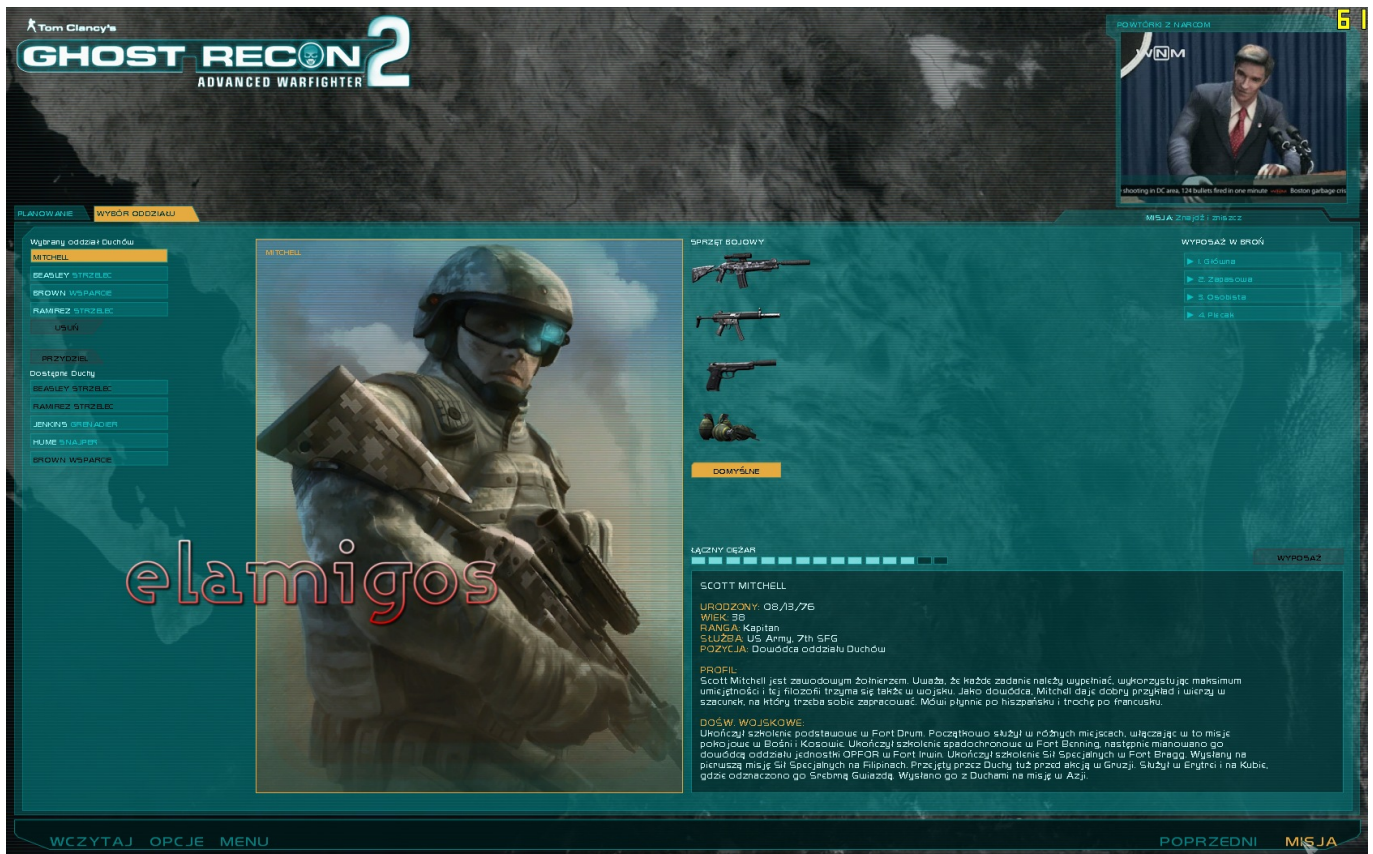 Tom Clancy's
GHOST RECON 2
ADVANCED WARFIGHTER
POWTÓRKI Z NARCOM
61
WNM
shooting in DC area, 124 bullets fired in one minute
Boston garbage cris
PLANOWANIE
WYBÓR ODDZIAŁU
MISJA: Znajdź i zniszcz
Wybrany oddział Duchów
MITCHELL
BEASLEY STRZELEC
BROWN WSPARCIE
RAMIREZ STRZELEC
USUŃ
PRZYDZIEL
Dostępne Duchy
BEASLEY STRZELEC
RAMIREZ STRZELEC
JENKINS GRENADIER
HUME SNAJPER
BROWN WSPARCIE
MITCHELL
elamigos
SPRZĘT BOJOWY
DOMYŚLNE
WYPOSAŻ W BROŃ
1. Główna
2. Zapasowa
3. Osobista
4. Plecak
ŁĄCZNY CIĘŻAR
WYPOSAŻ
SCOTT MITCHELL
URODZONY: 08/13/76
WIEK: 38
RANGA: Kapitan
SŁUŻBA: US Army, 7th SFG
POZYCJA: Dowódca oddziału Duchów
PROFIL:
Scott Mitchell jest zawodowym żołnierzem. Uważa, że każde zadanie należy wypełniać, wykorzystując maksimum
umiejętności i tej filozofii trzyma się także w wojsku. Jako dowódca, Mitchell daje dobry przykład i wierzy w
szacunek, na który trzeba sobie zapracować. Mówi płynnie po hiszpańsku i trochę po francusku.
DOŚW. WOJSKOWE:
Ukończył szkolenie podstawowe w Fort Drum. Początkowo służył w różnych miejscach, włączając w to misje
pokojowe w Bośni i Kosowie. Ukończył szkolenie spadochronowe w Fort Benning, następnie mianowano go
dowódcą oddziału jednostki OPFOR w Fort Irwin. Ukończył szkolenie Sił Specjalnych w Fort Bragg. Wysłany na
pierwszą misję Sił Specjalnych na Filipinach. Przejęty przez Duchy tuż przed akcją w Gruzji. Służył w Erytrei i na Kubie,
gdzie odznaczono go Srebrną Gwiazdą. Wysłano go z Duchami na misję w Azji.
WCZYTAJ OPCJE MENU
POPRZEDNI MISJA